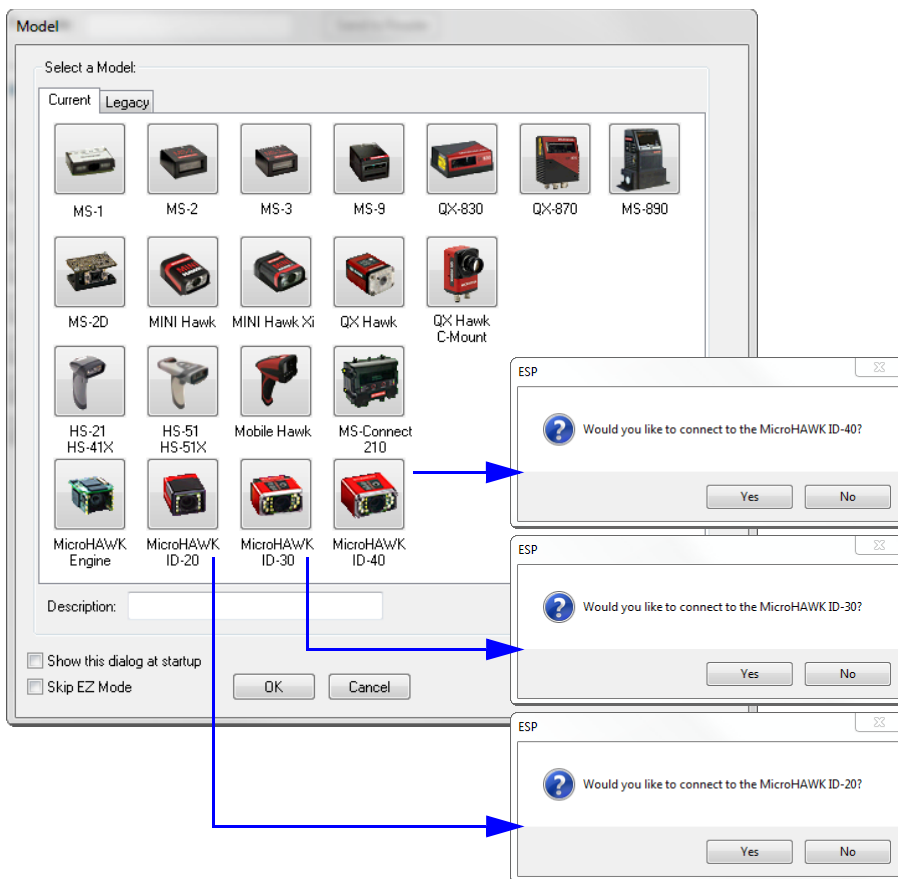 Model
Select a Model:
Current Legacy
MS-1 MS-2 MS-3 MS-9 QX-830 QX-870 MS-890
MS-2D MINI Hawk MINI Hawk Xi QX Hawk QX Hawk
C-Mount
HS-21 HS-51 Mobile Hawk MS-Connect
HS-41X HS-51X 210
MicroHAWK MicroHAWK MicroHAWK MicroHAWK
Engine ID-20 ID-30 ID-40
Description:
Show this dialog at startup
Skip EZ Mode
OK Cancel
ESP
Would you like to connect to the MicroHAWK ID-40?
Yes No
ESP
Would you like to connect to the MicroHAWK ID-30?
Yes No
ESP
Would you like to connect to the MicroHAWK ID-20?
Yes No